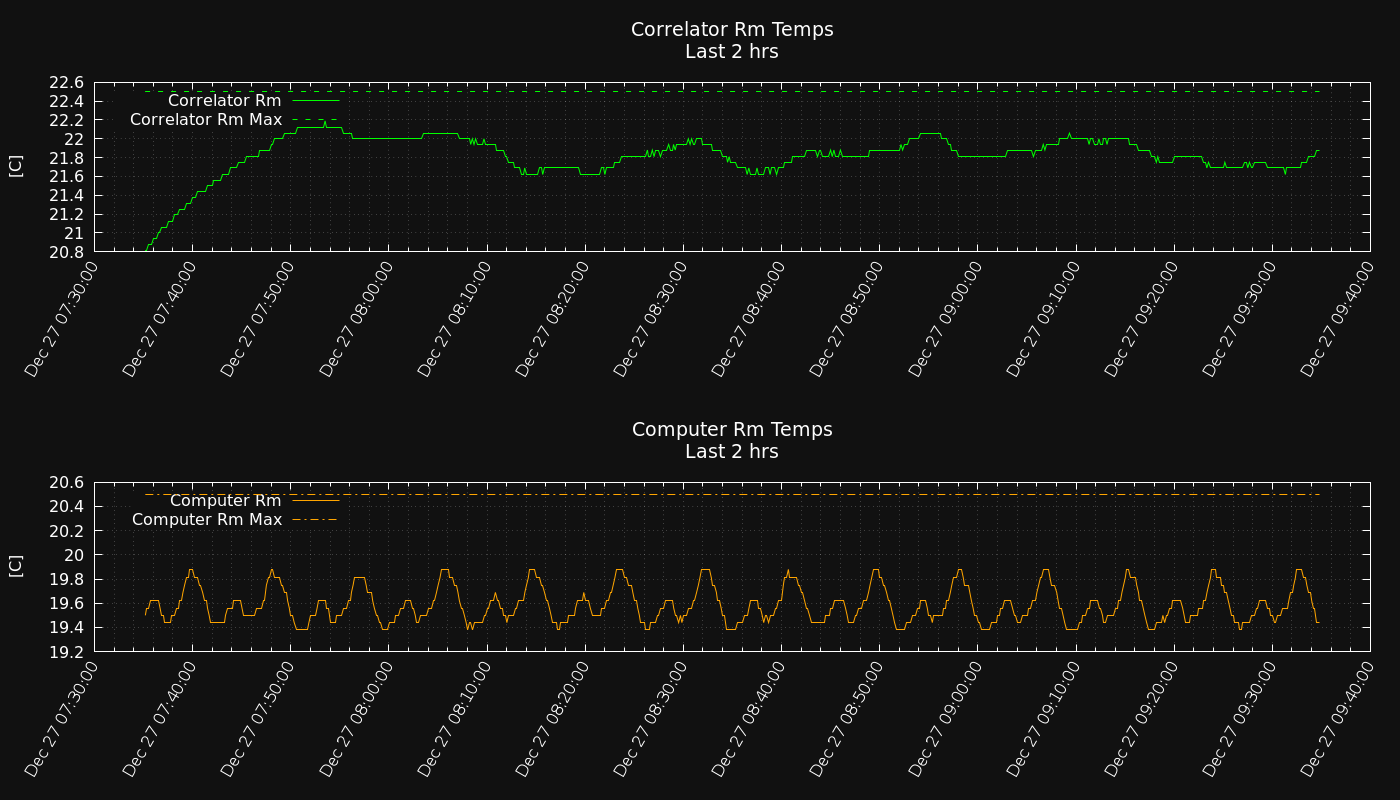 Correlator Rm Temps
Last 2 hrs
[C]
22.6
22.4
22.2
22
21.8
21.6
21.4
21.2
21
20.8
Correlator Rm
Correlator Rm Max
Dec 27 07:30:00
Dec 27 07:40:00
Dec 27 07:50:00
Dec 27 08:00:00
Dec 27 08:10:00
Dec 27 08:20:00
Dec 27 08:30:00
Dec 27 08:40:00
Dec 27 08:50:00
Dec 27 09:00:00
Dec 27 09:10:00
Dec 27 09:20:00
Dec 27 09:30:00
Dec 27 09:40:00
Computer Rm Temps
Last 2 hrs
[C]
20.6
20.4
20.2
20
19.8
19.6
19.4
19.2
Computer Rm
Computer Rm Max
Dec 27 07:30:00
Dec 27 07:40:00
Dec 27 07:50:00
Dec 27 08:00:00
Dec 27 08:10:00
Dec 27 08:20:00
Dec 27 08:30:00
Dec 27 08:40:00
Dec 27 08:50:00
Dec 27 09:00:00
Dec 27 09:10:00
Dec 27 09:20:00
Dec 27 09:30:00
Dec 27 09:40:00